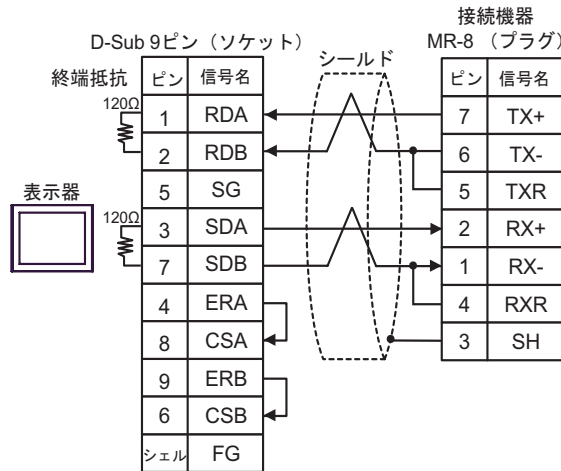 接続機器
D-Sub 9ピン（ソケット） シールド MR-8 （プラグ）
終端抵抗 ピン 信号名 ピン 信号名
120Ω 1 RDA 7 TX+
2 RDB 6 TX-
5 SG 5 TXR
表示器 120Ω 3 SDA 2 RX+
7 SDB 1 RX-
4 ERA 4 RXR
8 CSA 3 SH
9 ERB
6 CSB
シェル FG